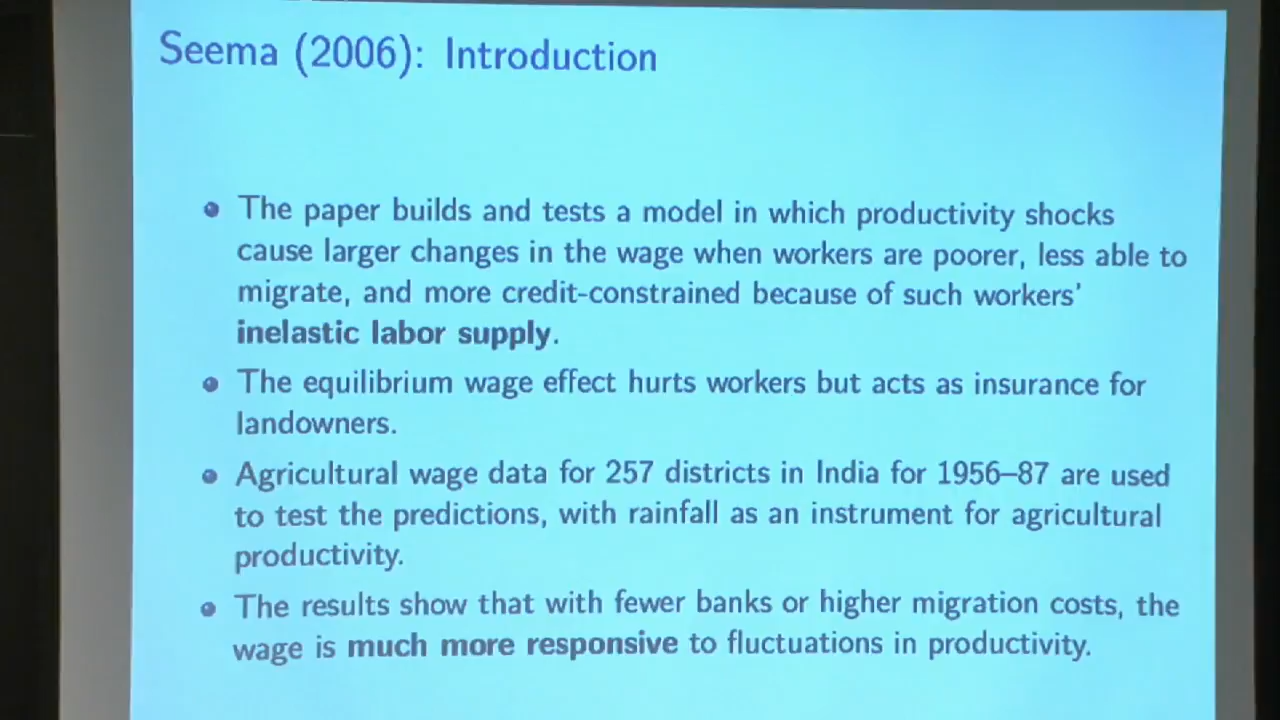 Seema (2006): Introduction
The paper builds and tests a model in which productivity shocks
cause larger changes in the wage when workers are poorer, less able to
migrate, and more credit-constrained because of such workers'
inelastic labor supply.
The equilibrium wage effect hurts workers but acts as insurance for
landowners.
Agricultural wage data for 257 districts in India for 1956–87 are used
to test the predictions, with rainfall as an instrument for agricultural
productivity.
The results show that with fewer banks or higher migration costs, the
wage is much more responsive to fluctuations in productivity.